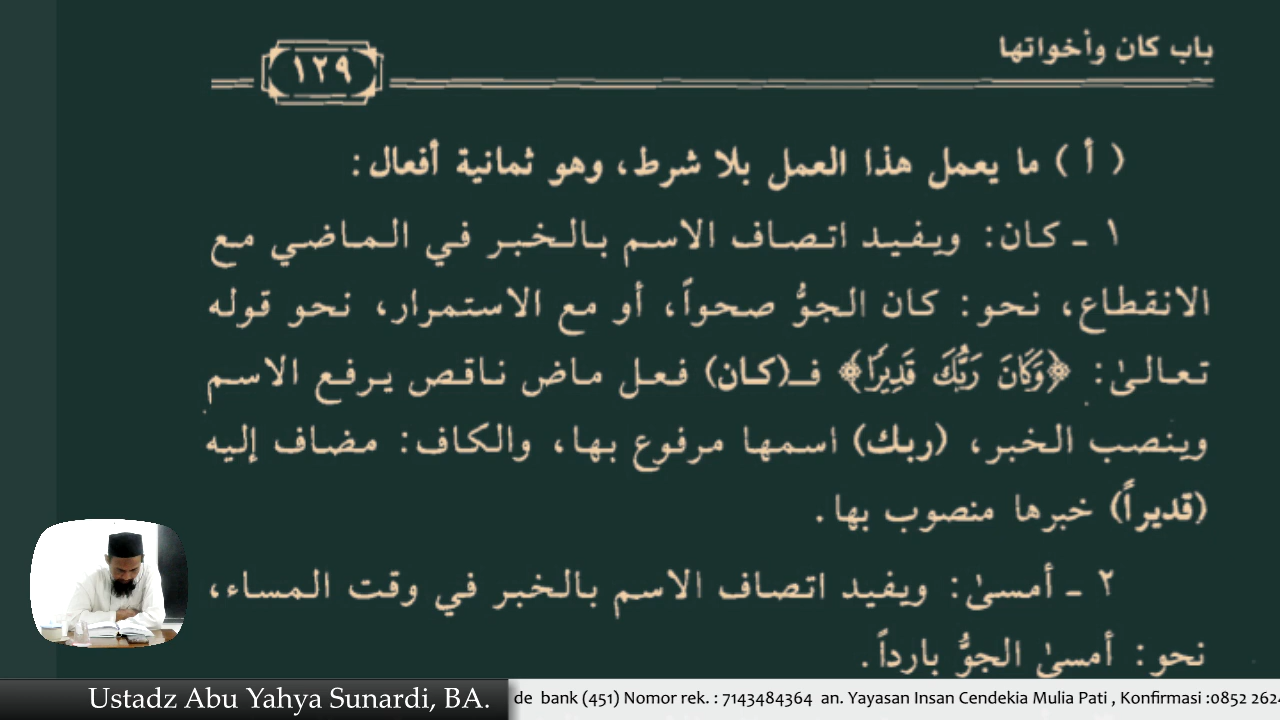 باب كان وأخواتها
١٢٩
( أ ) ما يعمل هذا العمل بلا شرط، وهو ثمانية أفعال:
١ ـ كان: ويفيد اتصاف الاسم بالخبر في الماضي مع
الانقطاع، نحو: كان الجوُّ صحواً، أو مع الاستمرار، نحو قوله
تعالىٰ: ﴿وَكَانَ رَبُّكَ قَدِيرًا﴾ فـ(كان) فعل ماض ناقص يرفع الاسم
وينصب الخبر، (ربك) اسمها مرفوع بها، والكاف: مضاف إليه
(قديراً) خبرها منصوب بها.
٢ ـ أمسىٰ: ويفيد اتصاف الاسم بالخبر في وقت المساء،
نحو: أمسىٰ الجوُّ بارداً.
Ustadz Abu Yahya Sunardi, BA.
de bank (451) Nomor rek. : 7143484364 an. Yayasan Insan Cendekia Mulia Pati , Konfirmasi :0852 262